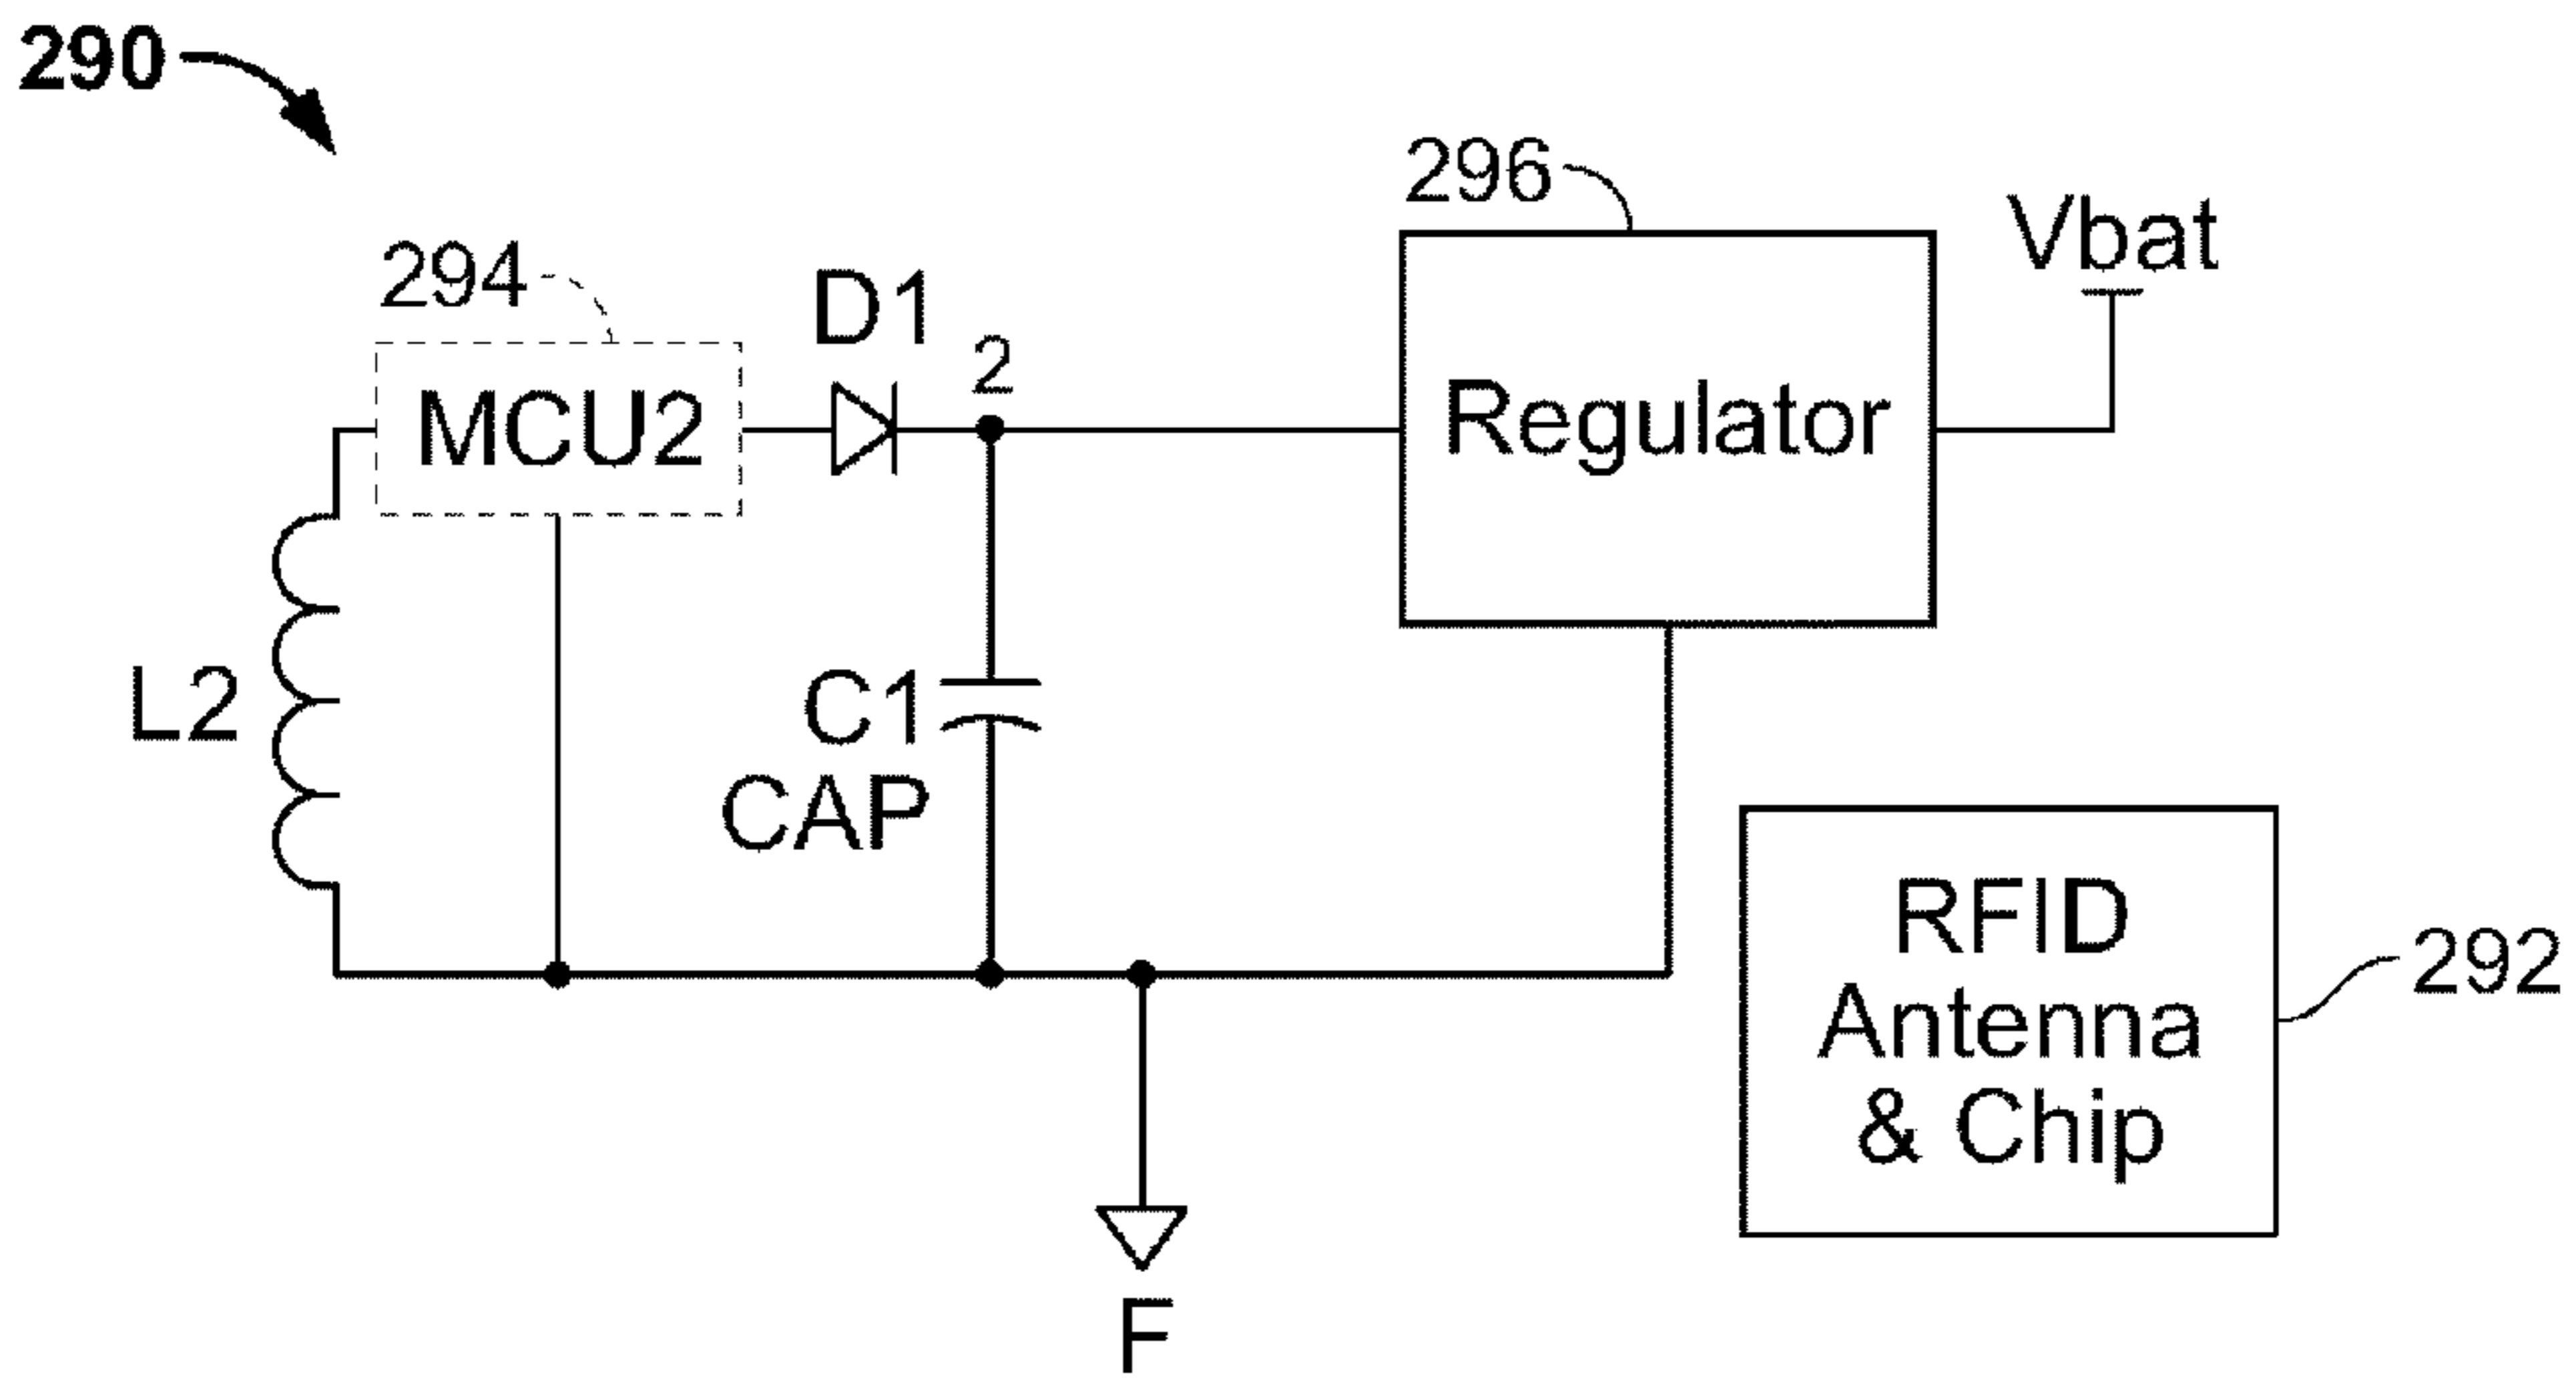 290
296
Vbat
294
D1
2
MCU2
Regulator
L2
C1
CAP
RFID
Antenna
& Chip
292
F